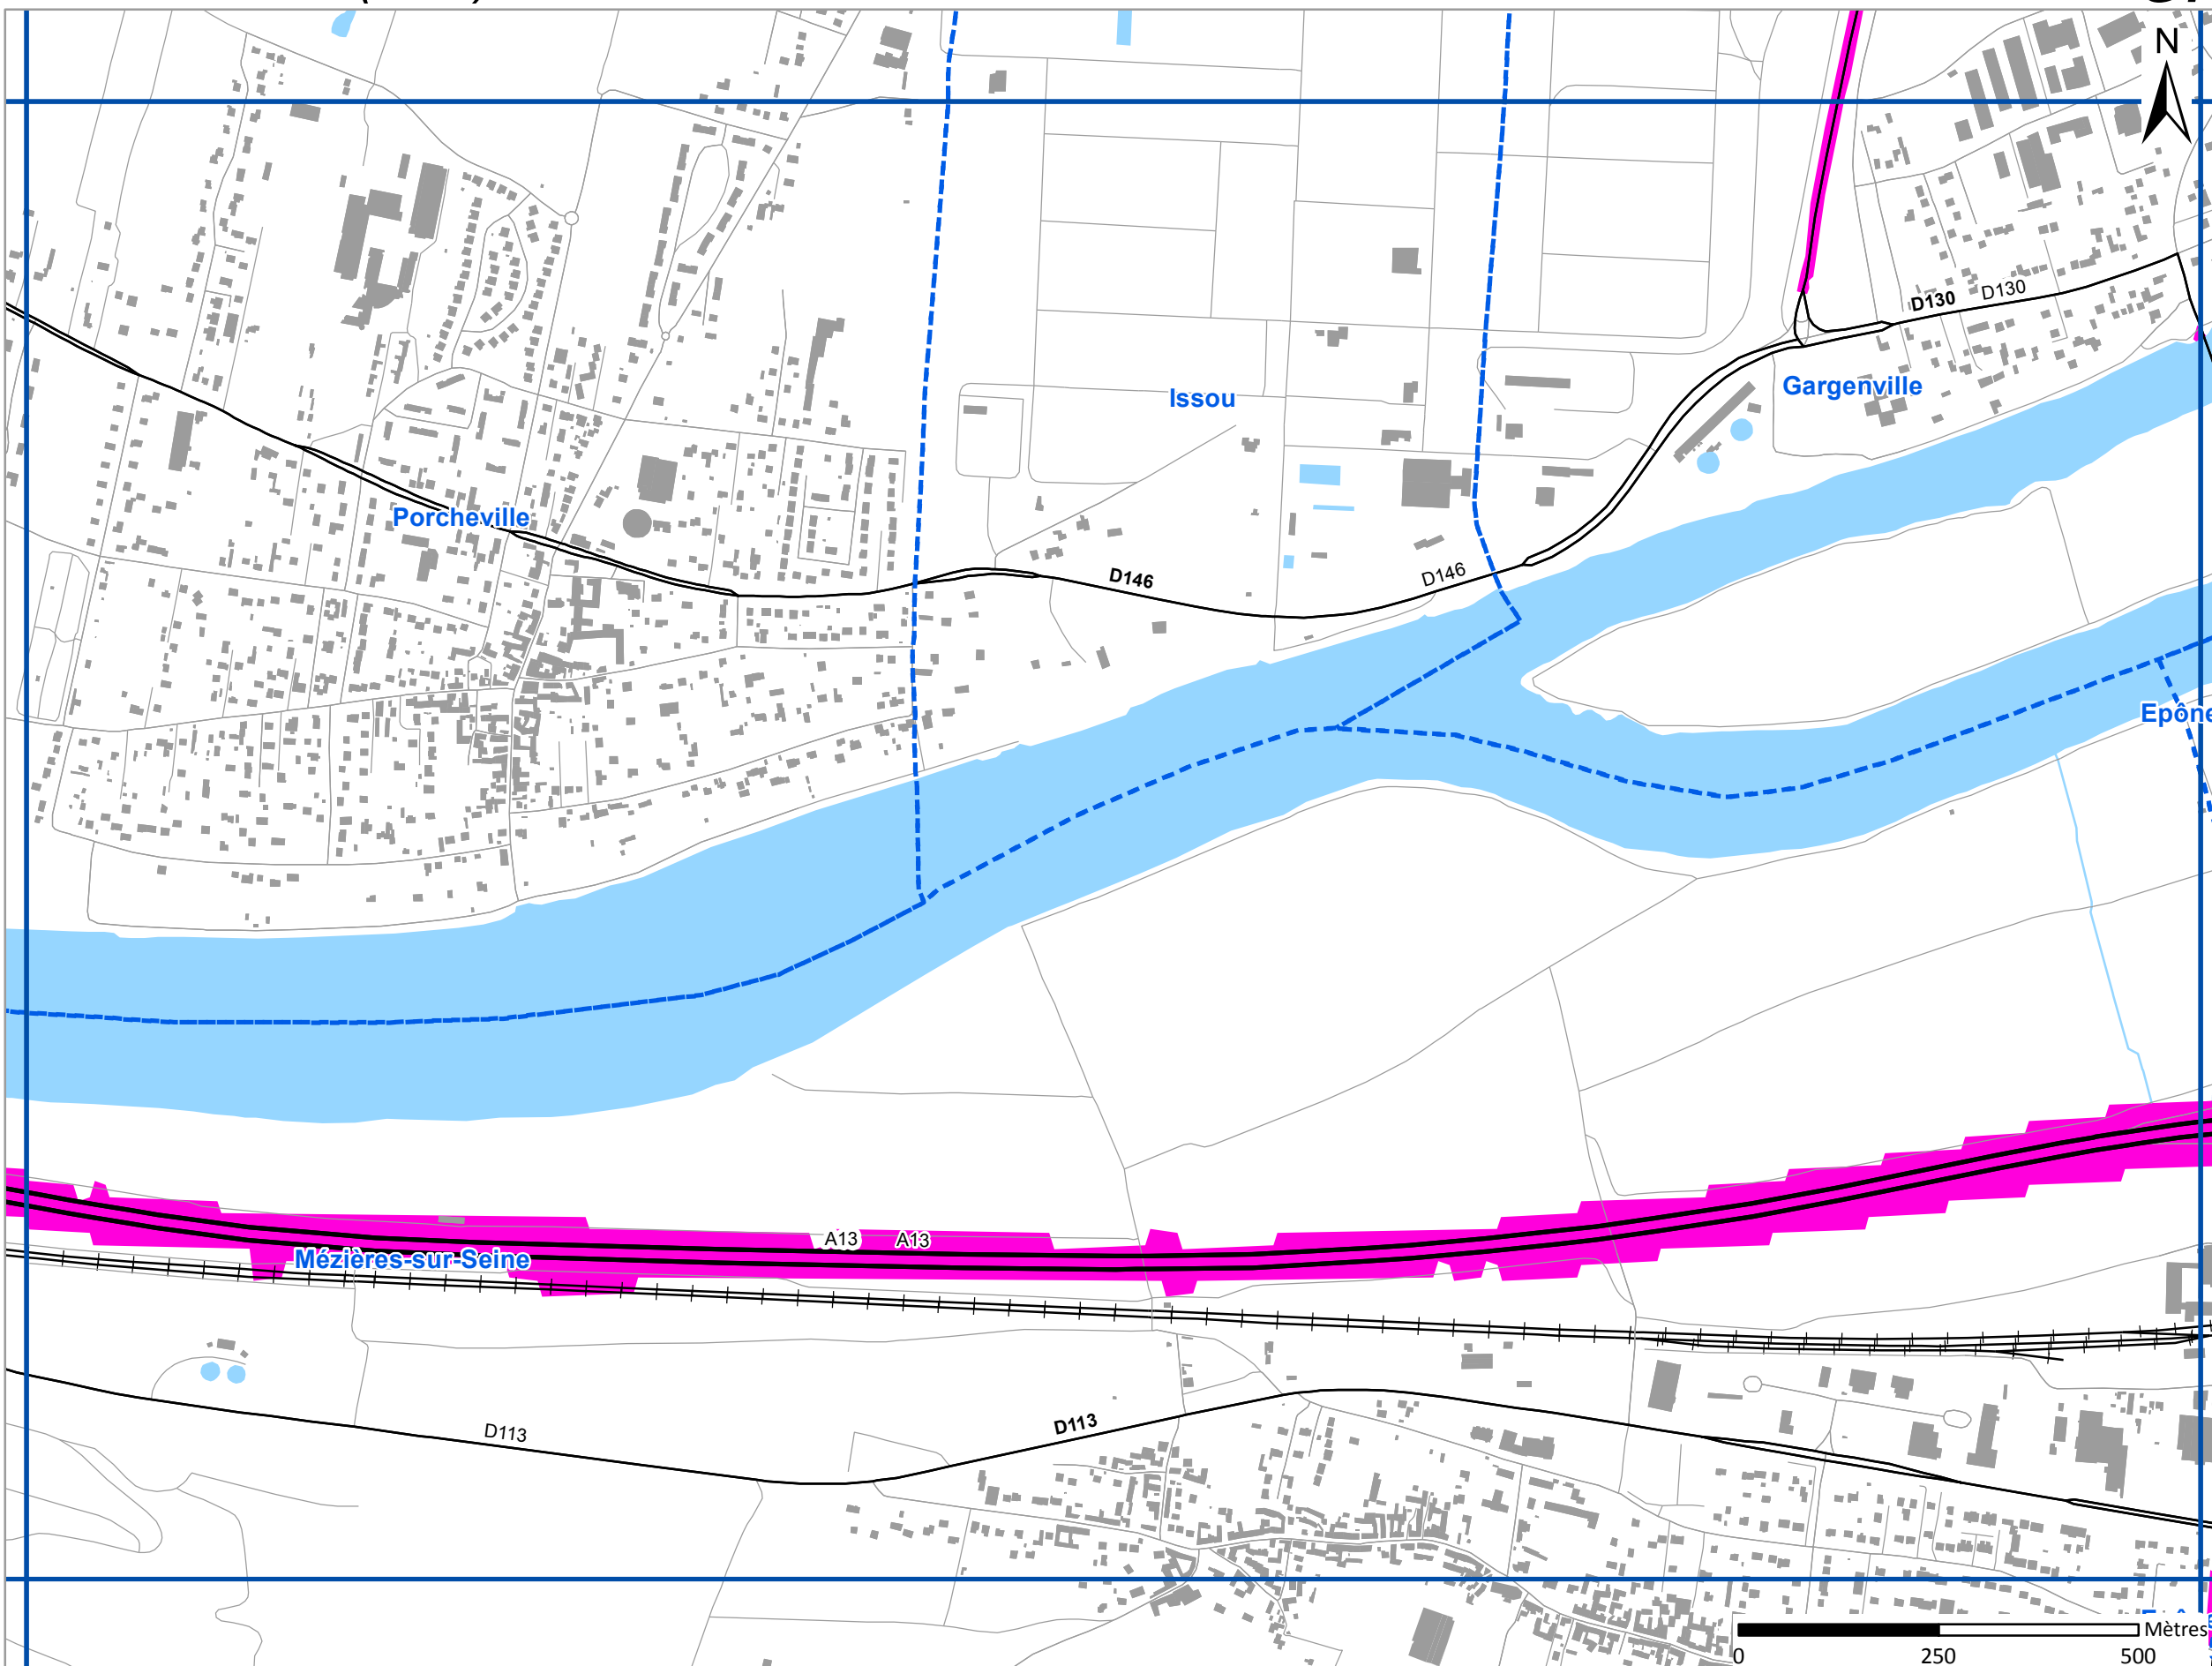 N
D130 D130
Gargenville
Issou
Porcheville
D146 D146
Epône
A13 A13
Mézières-sur-Seine
D113 D113
Mètres
0 250 500